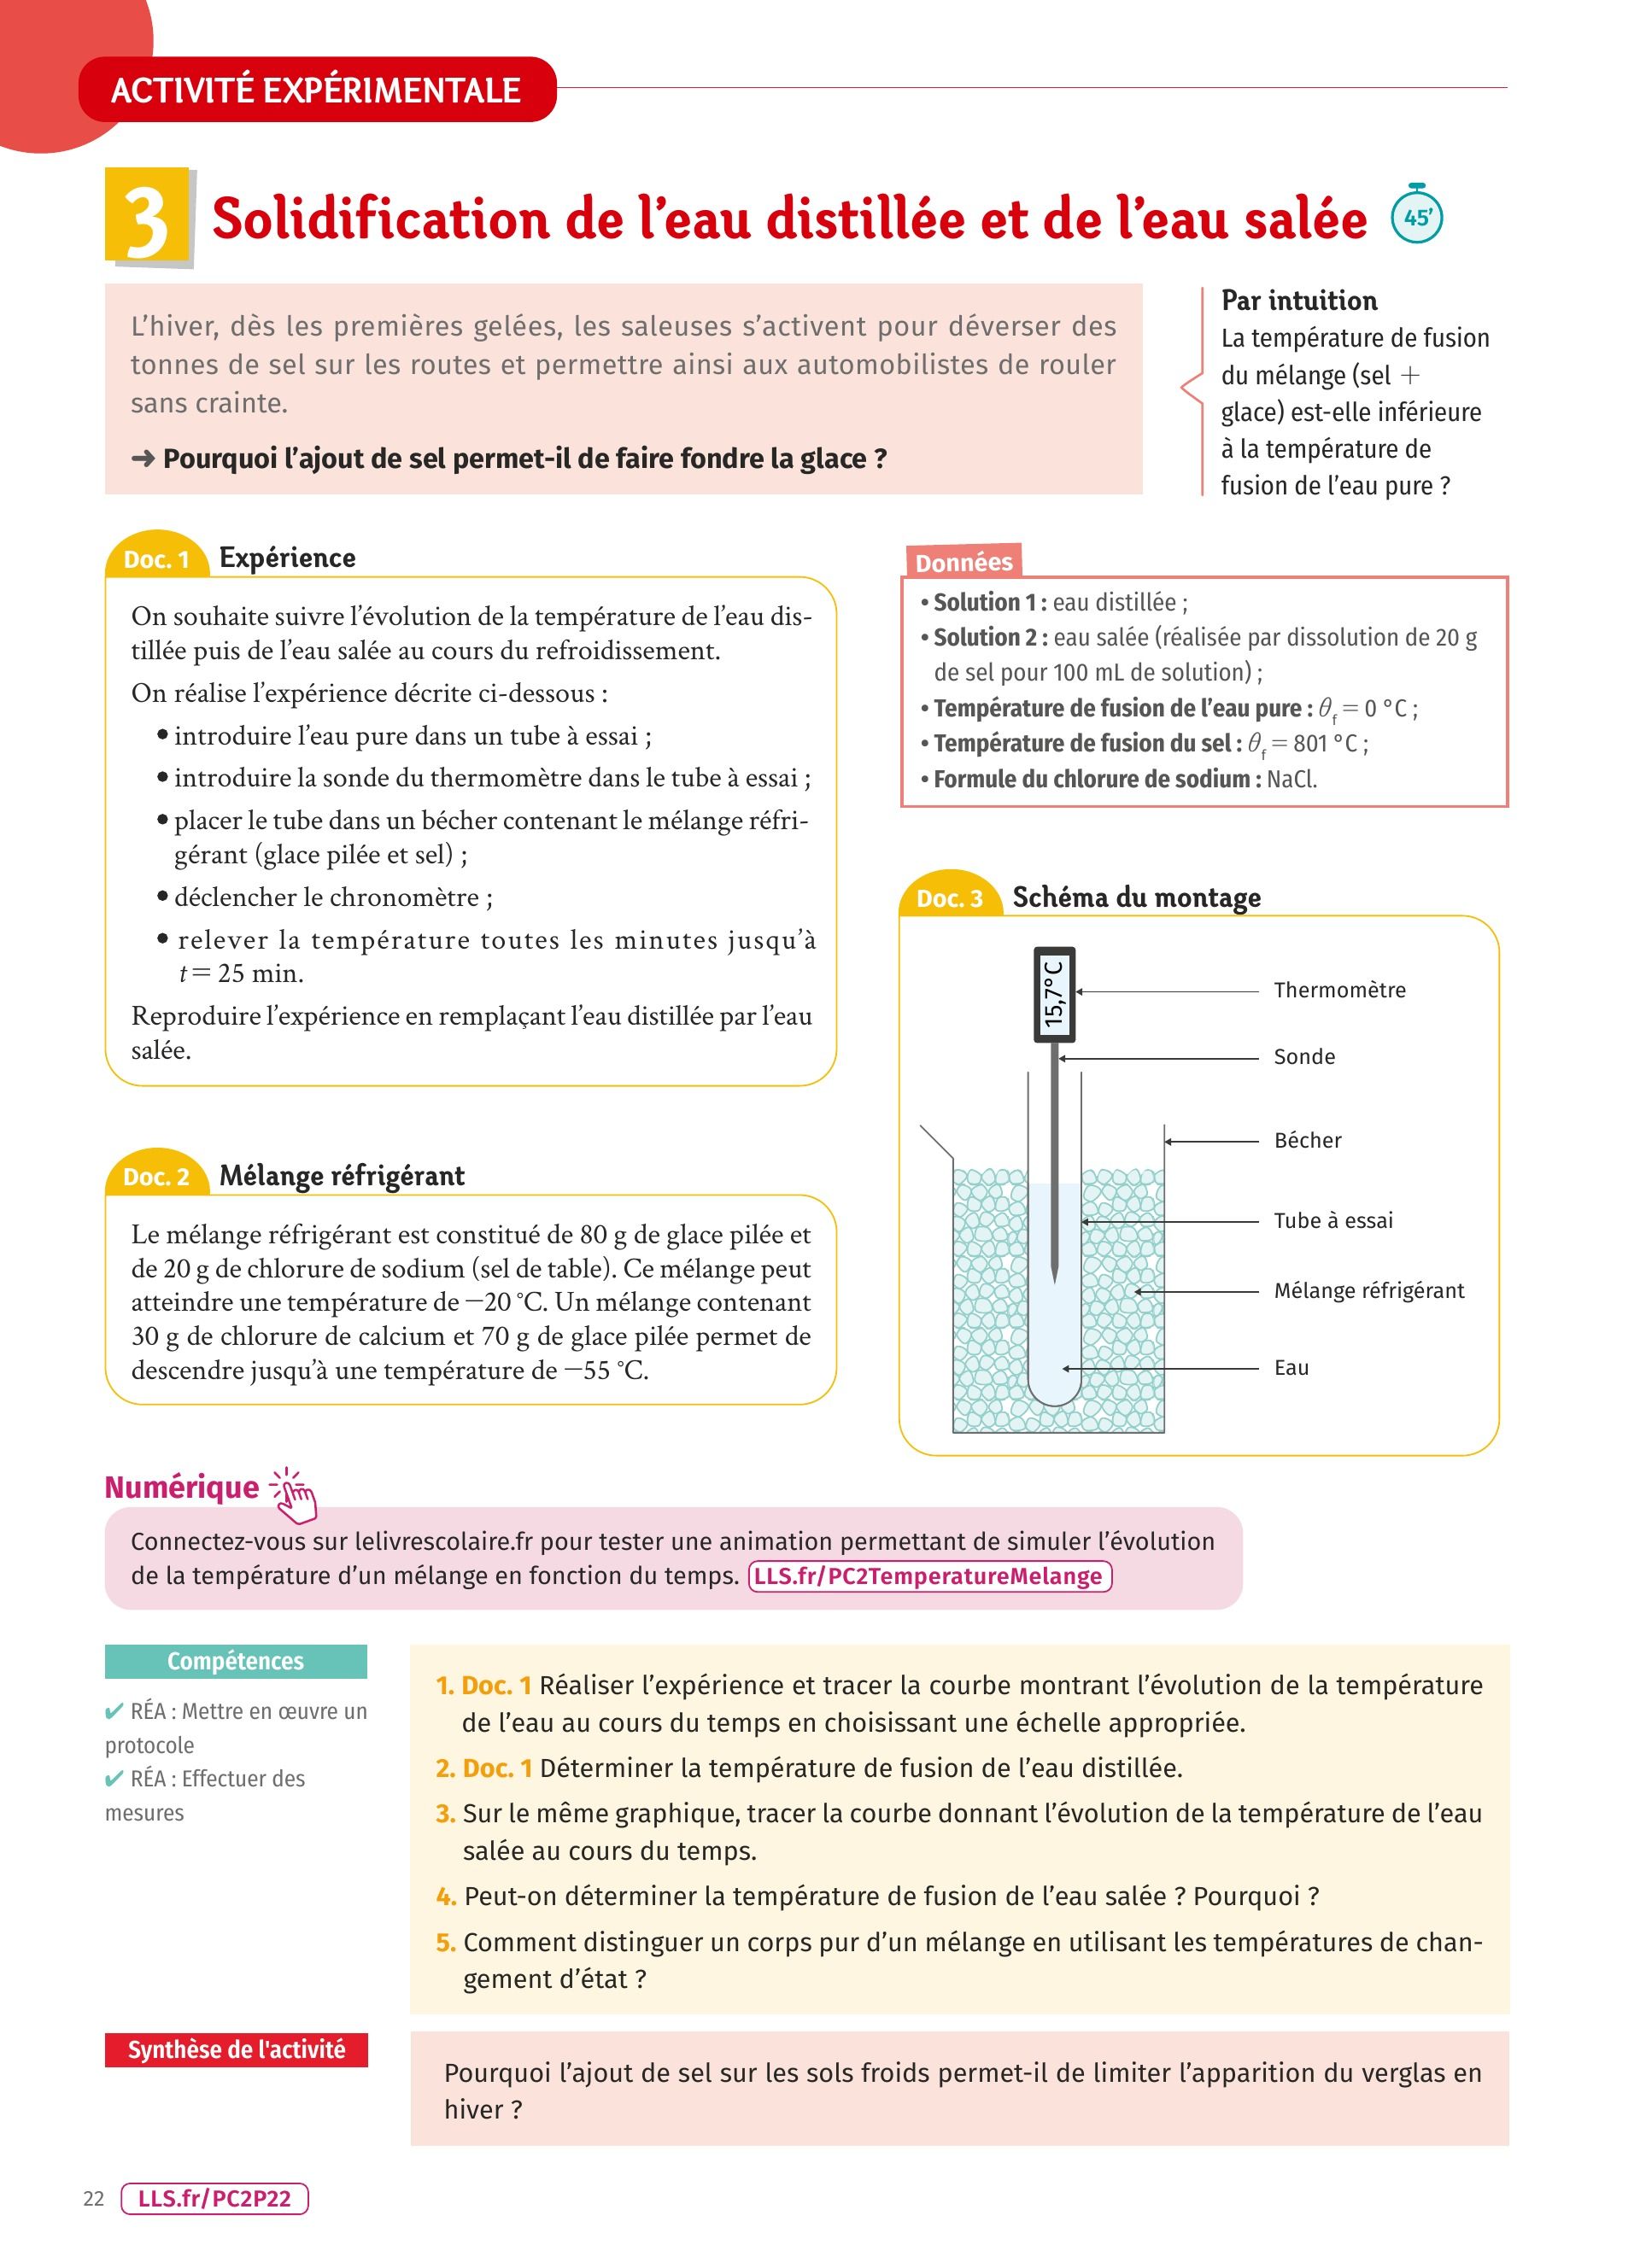 ACTIVITÉ EXPÉRIMENTALE
3 Solidification de l’eau distillée et de l’eau salée 45’
L’hiver, dès les premières gelées, les saleuses s’activent pour déverser des
tonnes de sel sur les routes et permettre ainsi aux automobilistes de rouler
sans crainte.
➜ Pourquoi l’ajout de sel permet-il de faire fondre la glace ?
Par intuition
La température de fusion
du mélange (sel +
glace) est-elle inférieure
à la température de
fusion de l’eau pure ?
Doc. 1 Expérience
On souhaite suivre l’évolution de la température de l’eau dis-
tillée puis de l’eau salée au cours du refroidissement.
On réalise l’expérience décrite ci-dessous :
• introduire l’eau pure dans un tube à essai ;
• introduire la sonde du thermomètre dans le tube à essai ;
• placer le tube dans un bécher contenant le mélange réfri-
gérant (glace pilée et sel) ;
• déclencher le chronomètre ;
• relever la température toutes les minutes jusqu’à
t = 25 min.
Reproduire l’expérience en remplaçant l’eau distillée par l’eau
salée.
Doc. 2 Mélange réfrigérant
Le mélange réfrigérant est constitué de 80 g de glace pilée et
de 20 g de chlorure de sodium (sel de table). Ce mélange peut
atteindre une température de −20 °C. Un mélange contenant
30 g de chlorure de calcium et 70 g de glace pilée permet de
descendre jusqu’à une température de −55 °C.
Données
• Solution 1 : eau distillée ;
• Solution 2 : eau salée (réalisée par dissolution de 20 g
de sel pour 100 mL de solution) ;
• Température de fusion de l’eau pure : θf = 0 °C ;
• Température de fusion du sel : θf = 801 °C ;
• Formule du chlorure de sodium : NaCl.
Doc. 3 Schéma du montage
15,7°C
Thermomètre
Sonde
Bécher
Tube à essai
Mélange réfrigérant
Eau
Numérique
Connectez-vous sur lelivrescolaire.fr pour tester une animation permettant de simuler l’évolution
de la température d’un mélange en fonction du temps. LLS.fr/PC2TemperatureMelange
Compétences
✔ RÉA : Mettre en œuvre un
protocole
✔ RÉA : Effectuer des
mesures
1. Doc. 1 Réaliser l’expérience et tracer la courbe montrant l’évolution de la température
de l’eau au cours du temps en choisissant une échelle appropriée.
2. Doc. 1 Déterminer la température de fusion de l’eau distillée.
3. Sur le même graphique, tracer la courbe donnant l’évolution de la température de l’eau
salée au cours du temps.
4. Peut-on déterminer la température de fusion de l’eau salée ? Pourquoi ?
5. Comment distinguer un corps pur d’un mélange en utilisant les températures de chan-
gement d’état ?
Synthèse de l'activité
Pourquoi l’ajout de sel sur les sols froids permet-il de limiter l’apparition du verglas en
hiver ?
22 LLS.fr/PC2P22